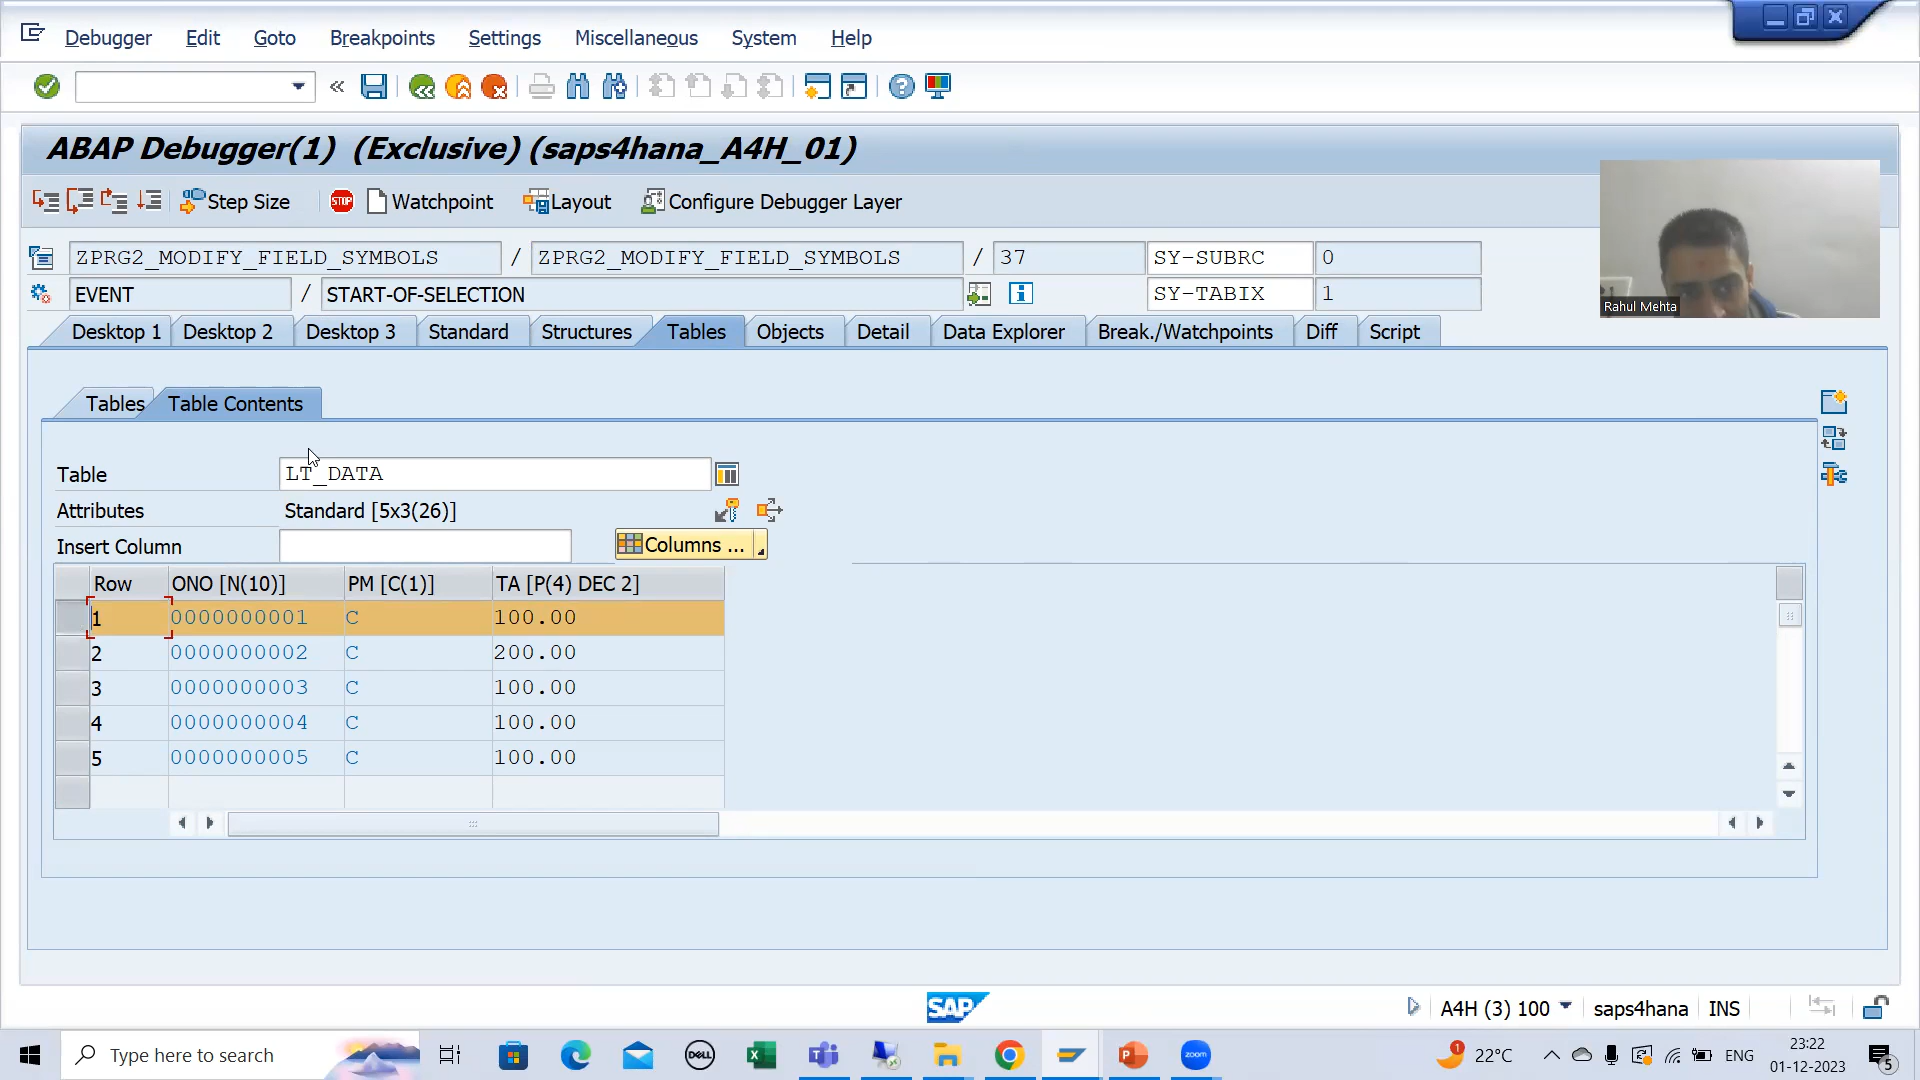 Debugger Edit Goto Breakpoints Settings Miscellaneous System Help
ABAP Debugger(1) (Exclusive) (saps4hana_A4H_01)
Step Size STOP Watchpoint Layout Configure Debugger Layer
ZPRG2_MODIFY_FIELD_SYMBOLS / ZPRG2_MODIFY_FIELD_SYMBOLS / 37 SY-SUBRC 0
EVENT / START-OF-SELECTION SY-TABIX 1
Rahul Mehta
Desktop 1 Desktop 2 Desktop 3 Standard Structures Tables Objects Detail Data Explorer Break./Watchpoints Diff Script
Tables Table Contents
Table LT_DATA
Attributes Standard [5x3(26)]
Insert Column Columns ...
Row ONO [N(10)] PM [C(1)] TA [P(4) DEC 2]
1 0000000001 C 100.00
2 0000000002 C 200.00
3 0000000003 C 100.00
4 0000000004 C 100.00
5 0000000005 C 100.00
SAP A4H (3) 100 saps4hana INS
Type here to search DELL zoom 1 22°C ENG 23:22
01-12-2023 5